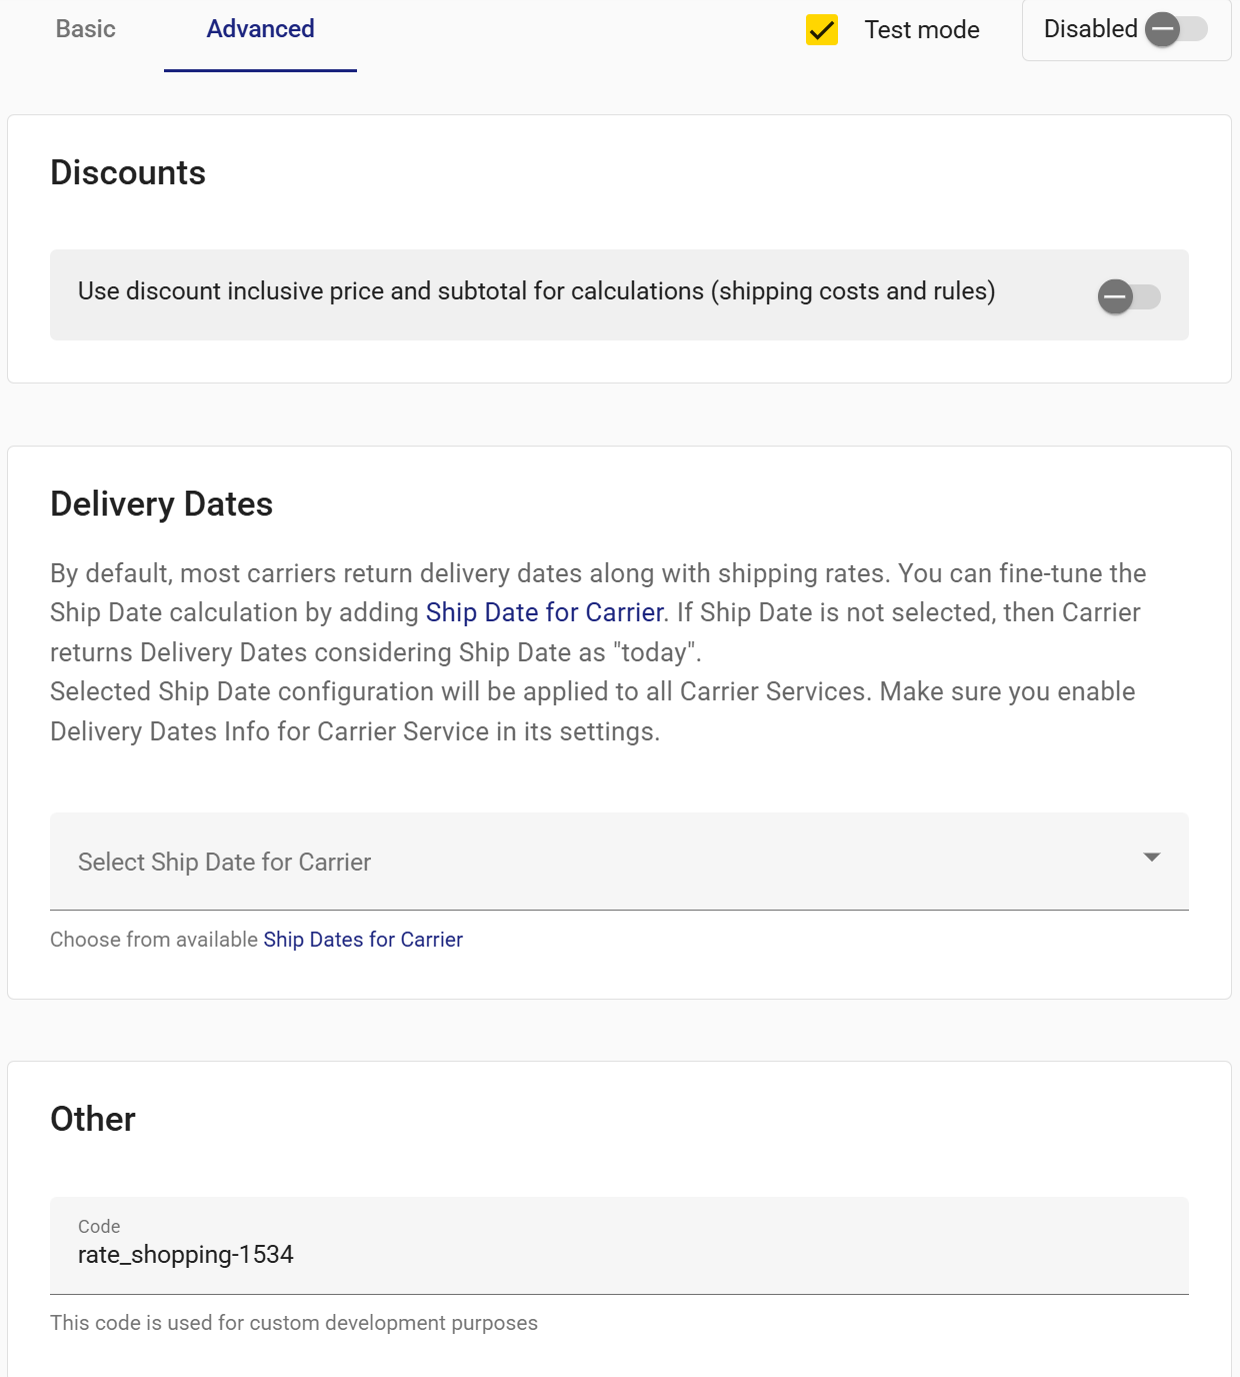 Basic Advanced Test mode Disabled
Discounts
Use discount inclusive price and subtotal for calculations (shipping costs and rules)
Delivery Dates
By default, most carriers return delivery dates along with shipping rates. You can fine-tune the
Ship Date calculation by adding Ship Date for Carrier. If Ship Date is not selected, then Carrier
returns Delivery Dates considering Ship Date as "today".
Selected Ship Date configuration will be applied to all Carrier Services. Make sure you enable
Delivery Dates Info for Carrier Service in its settings.
Select Ship Date for Carrier
Choose from available Ship Dates for Carrier
Other
Code
rate_shopping-1534
This code is used for custom development purposes